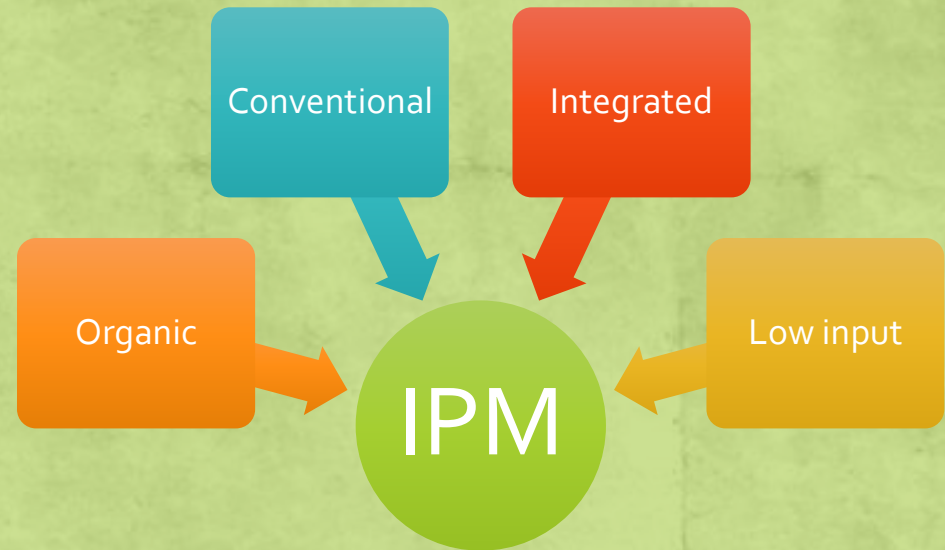 Conventional
Integrated
Organic
Low input
IPM